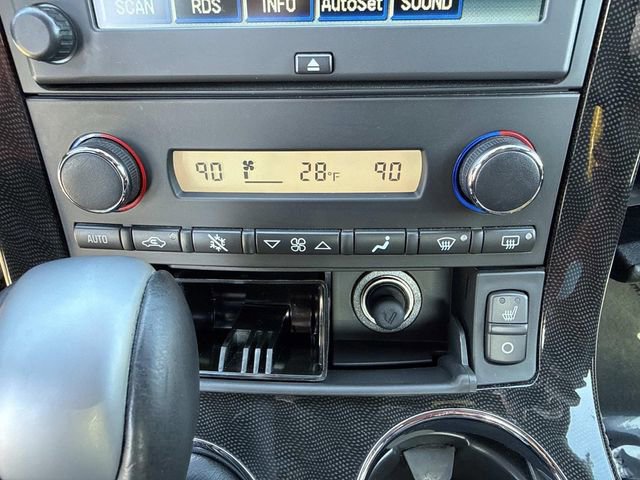 SCAN RDS INFO AutoSet SOUND
90 28°F 90
AUTO